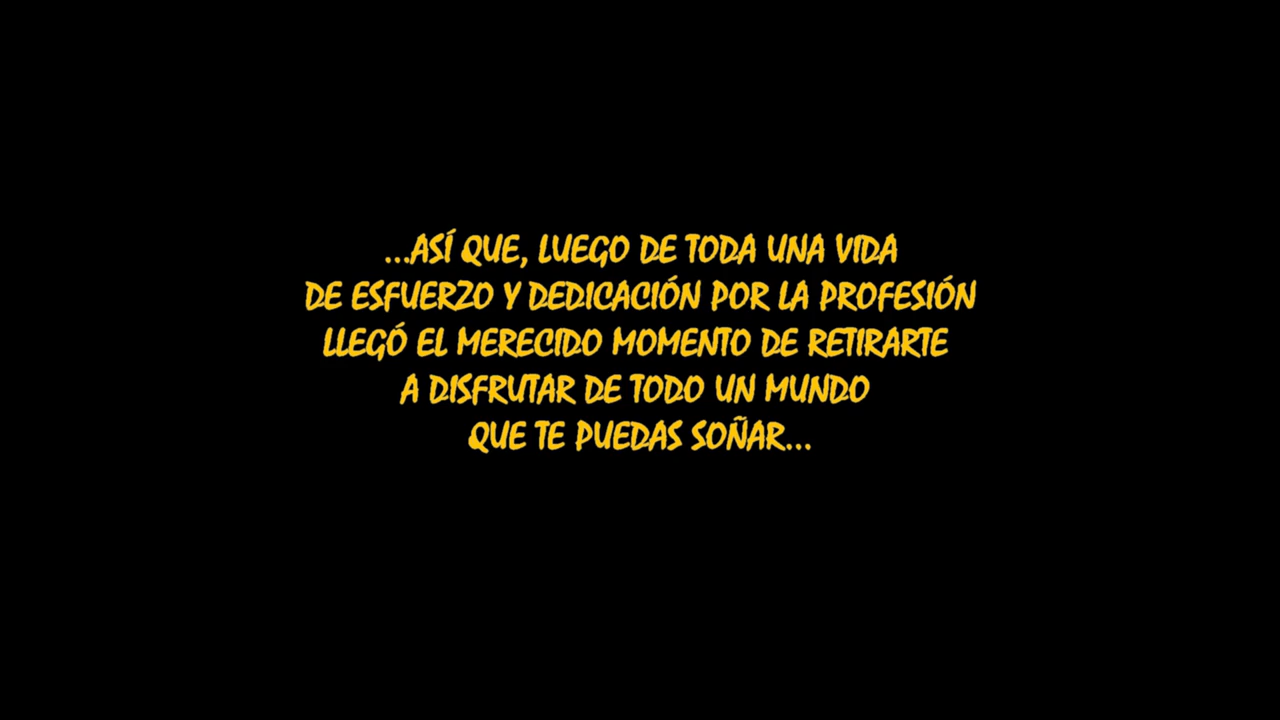 ...ASÍ QUE, LUEGO DE TODA UNA VIDA
DE ESFUERZO Y DEDICACIÓN POR LA PROFESIÓN
LLEGÓ EL MERECIDO MOMENTO DE RETIRARTE
A DISFRUTAR DE TODO UN MUNDO
QUE TE PUEDAS SOÑAR...